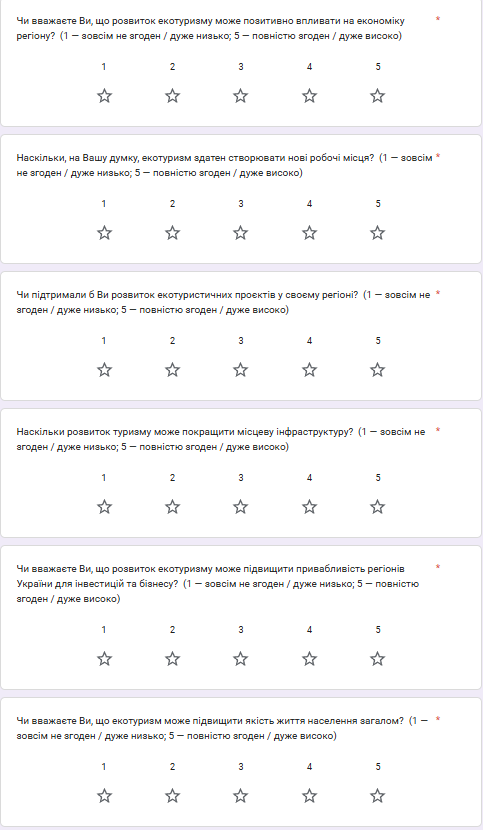 Чи вважаєте Ви, що розвиток екотуризму може позитивно впливати на економіку *
регіону? (1 — зовсім не згоден / дуже низько; 5 — повністю згоден / дуже високо)
1 2 3 4 5
Наскільки, на Вашу думку, екотуризм здатен створювати нові робочі місця? (1 — зовсім *
не згоден / дуже низько; 5 — повністю згоден / дуже високо)
1 2 3 4 5
Чи підтримали б Ви розвиток екотуристичних проєктів у своєму регіоні? (1 — зовсім не *
згоден / дуже низько; 5 — повністю згоден / дуже високо)
1 2 3 4 5
Наскільки розвиток туризму може покращити місцеву інфраструктуру? (1 — зовсім не *
згоден / дуже низько; 5 — повністю згоден / дуже високо)
1 2 3 4 5
Чи вважаєте Ви, що розвиток екотуризму може підвищити привабливість регіонів *
України для інвестицій та бізнесу? (1 — зовсім не згоден / дуже низько; 5 — повністю
згоден / дуже високо)
1 2 3 4 5
Чи вважаєте Ви, що екотуризм може підвищити якість життя населення загалом? (1 — *
зовсім не згоден / дуже низько; 5 — повністю згоден / дуже високо)
1 2 3 4 5